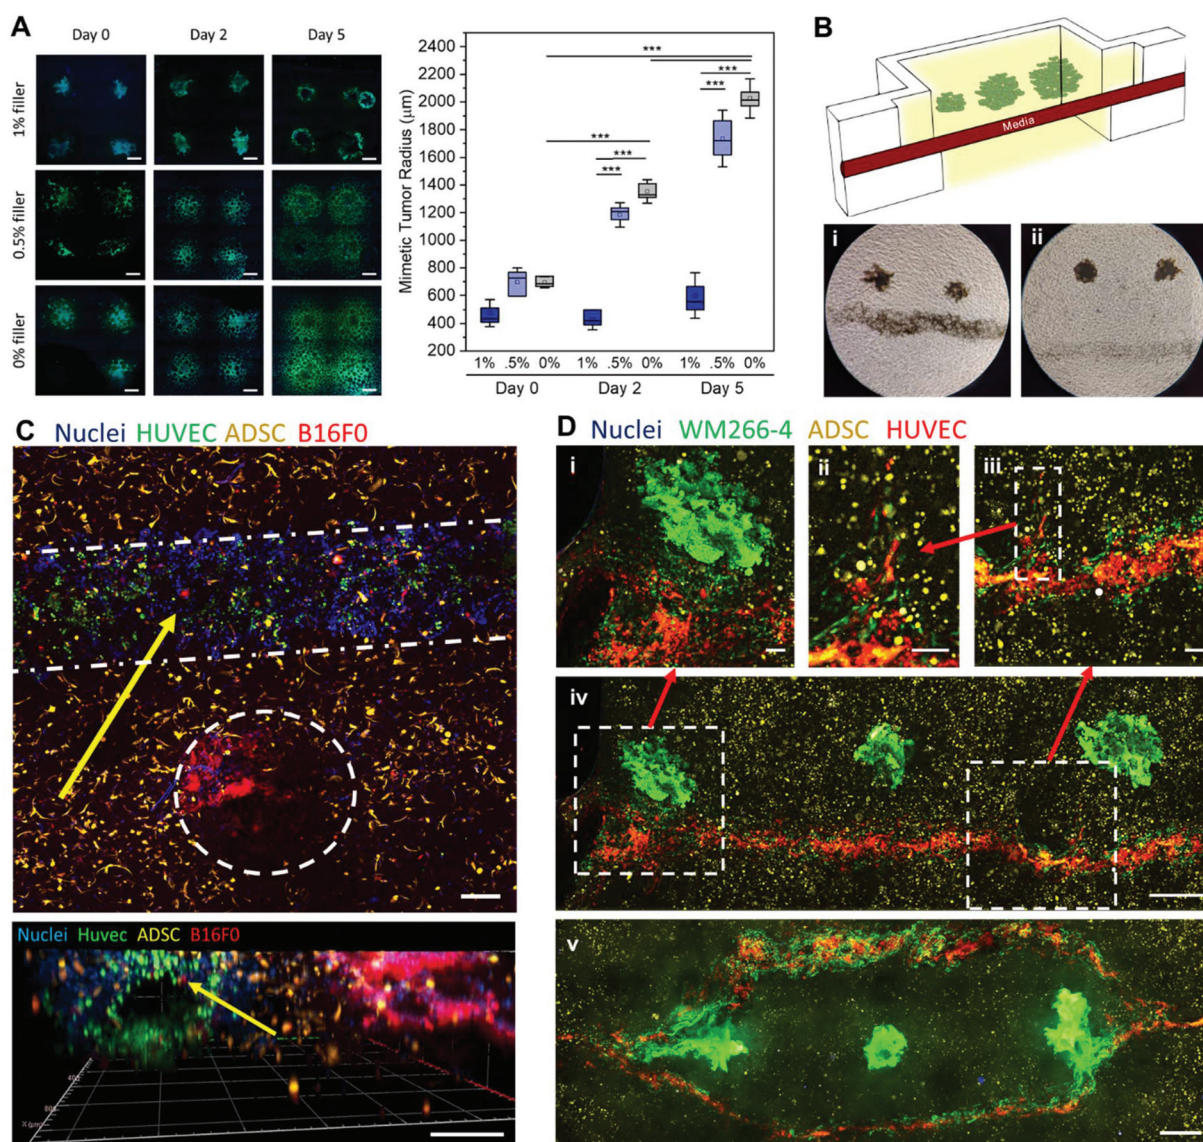 A
Day 0 Day 2 Day 5
1% filler
0.5% filler
0% filler
Mimetic Tumor Radius (μm)
2400
2200
2000
1800
1600
1400
1200
1000
800
600
400
200
***
***
***
***
***
***
***
1% .5% 0% 1% .5% 0% 1% .5% 0%
Day 0 Day 2 Day 5
B
Media
i
ii
C Nuclei HUVEC ADSC B16F0
Nuclei Huvec ADSC B16F0
X (μm)
D Nuclei WM266-4 ADSC HUVEC
i
ii
iii
iv
v